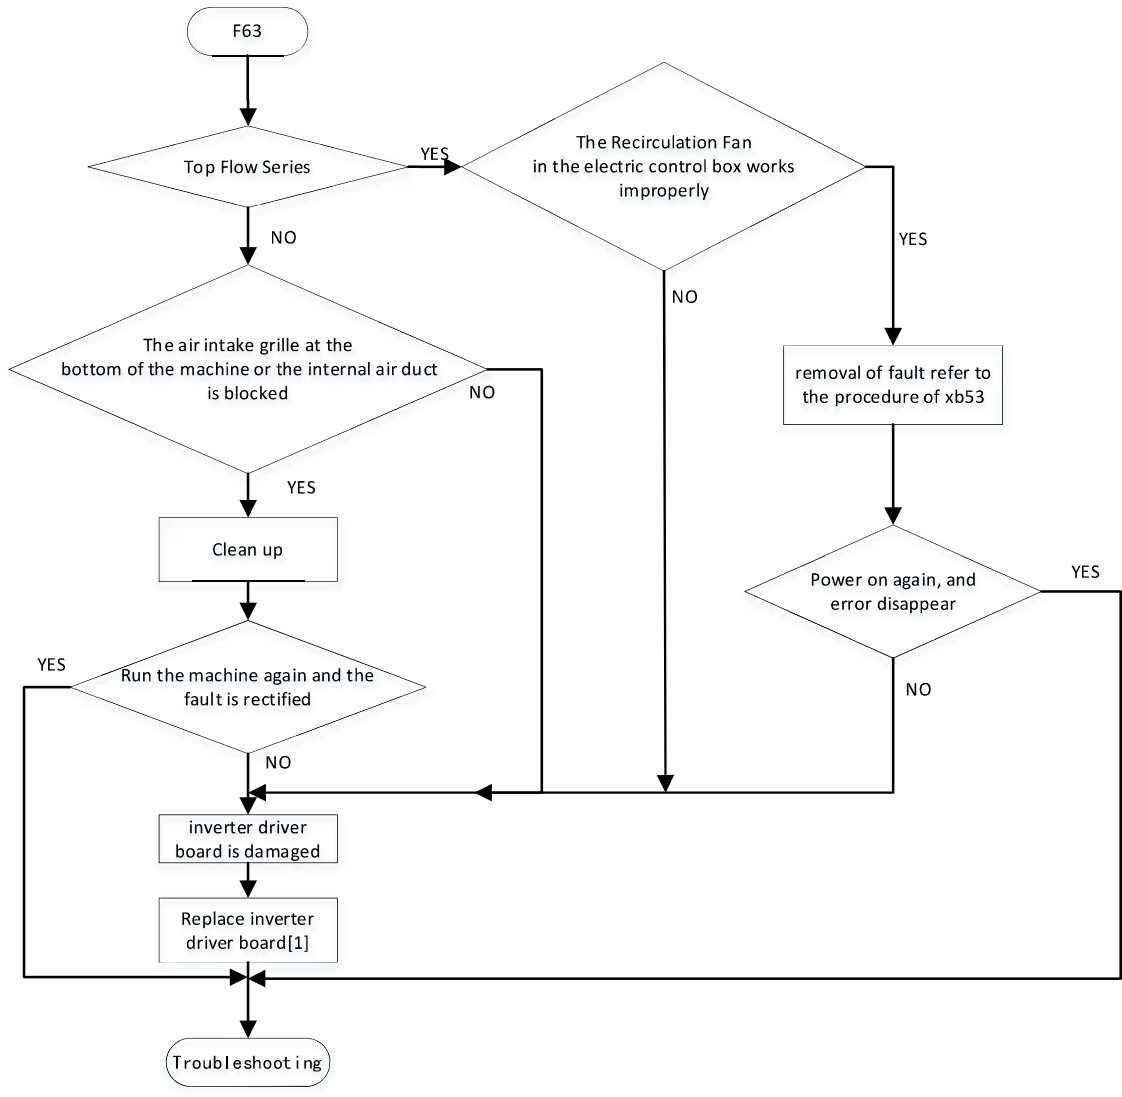 F63
Top Flow Series
YES
The Recirculation Fan
in the electric control box works
improperly
YES
NO
NO
The air intake grille at the
bottom of the machine or the internal air duct
is blocked
NO
removal of fault refer to
the procedure of xb53
YES
Clean up
Power on again, and
error disappear
YES
YES
Run the machine again and the
fault is rectified
NO
NO
inverter driver
board is damaged
Replace inverter
driver board[1]
Troubleshooting